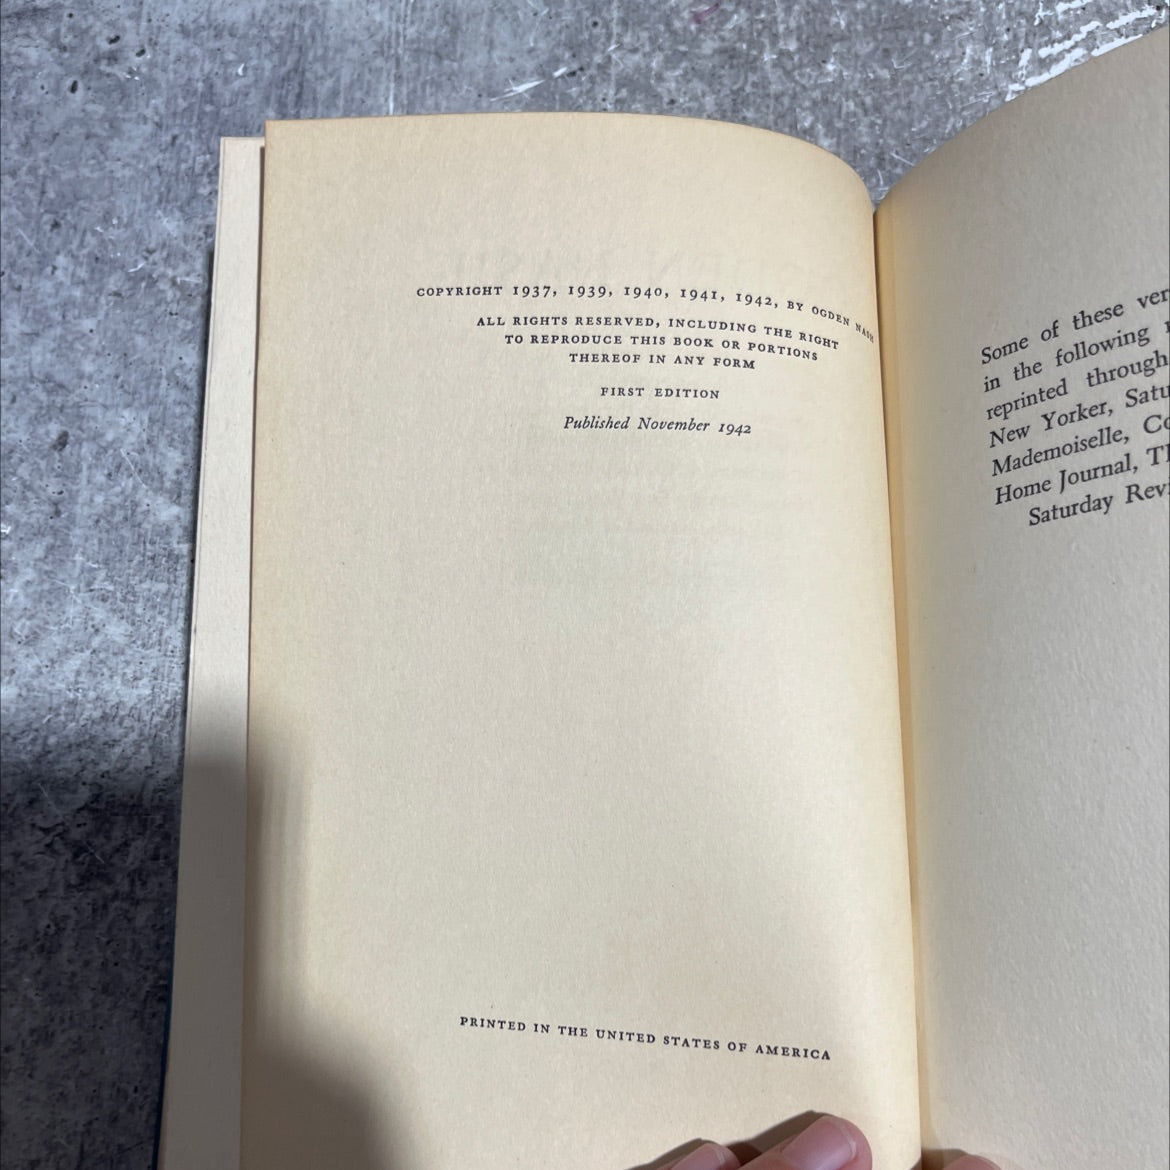 COPYRIGHT 1937, 1939, 1940, 1941, 1942, BY OGDEN NASH
ALL RIGHTS RESERVED, INCLUDING THE RIGHT
TO REPRODUCE THIS BOOK OR PORTIONS
THEREOF IN ANY FORM
FIRST EDITION
Published November 1942
PRINTED IN THE UNITED STATES OF AMERICA
Some of these
in the following
reprinted through
New Yorker,
Mademoiselle,
Home Journal,
Saturday